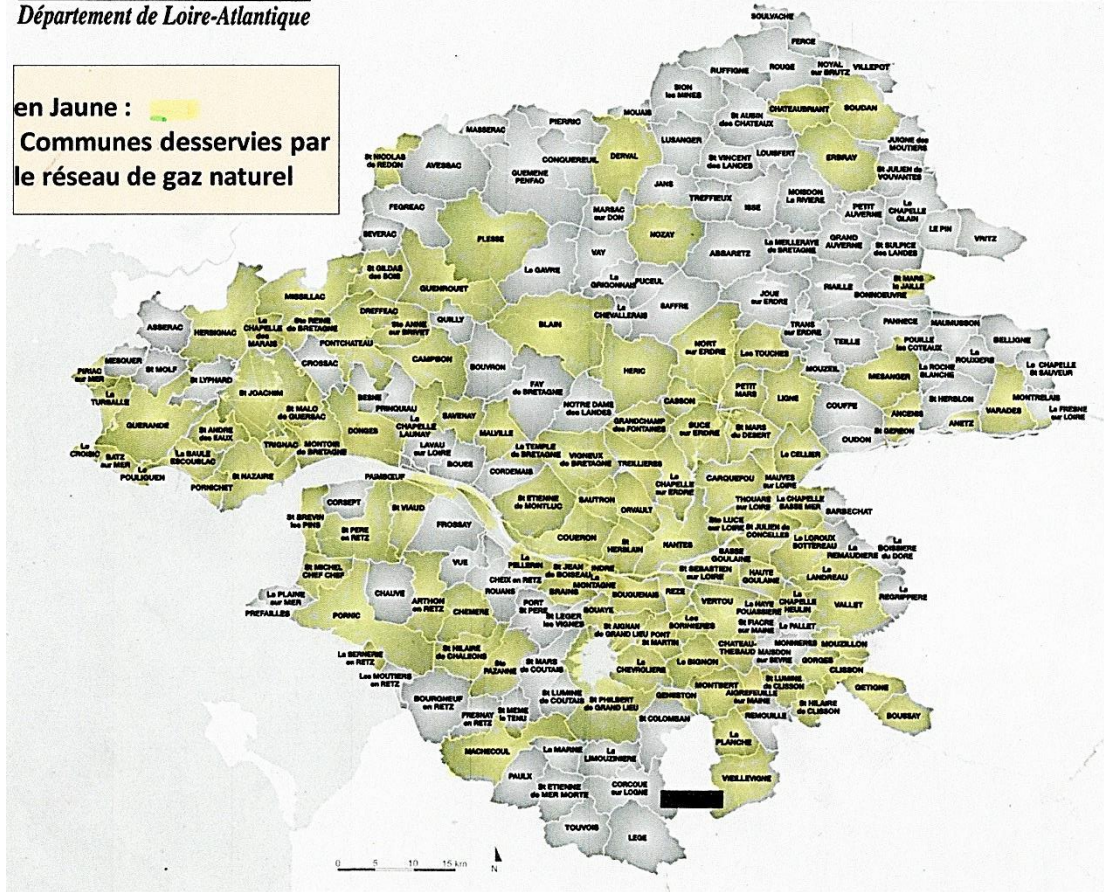 Département de Loire-Atlantique
en Jaune :
Communes desservies par
le réseau de gaz naturel
SOULVACHE
FERCE
ROUGE
NOYAL
sur BRUTZ
VILLEPOT
RUFFIGNE
SION
les MINES
CHATEAUBRIANT
SOUDAN
MOUAIS
St AUBIN
des CHATEAUX
PIERRIC
MASSERAC
LUSANGER
ERBRAY
JUIGNE des
MOUTIERS
St NICOLAS
de REDON
AVESSAC
CONQUEREUIL
DERVAL
St VINCENT
des LANDES
LOUISFERT
GUEMENE
PENFAO
St JULIEN de
VOUVANTES
JANS
TREFFIEUX
ISSE
MOISDON
La RIVIERE
PETIT
AUVERNE
La
CHAPELLE
GLAIN
FEGREAC
MARSAC
sur DON
LE PIN
VRITZ
SEVERAC
PLESSE
NOZAY
VAY
ABBARETZ
La MEILLERAYE
de BRETAGNE
GRAND
AUVERNE
St SULPICE
des LANDES
St GILDAS
des BOIS
GUENROUET
Le GAVRE
La
GRIGONNAIS
PUCEUL
SAFFRE
JOUE
sur ERDRE
RIAILLE
BONNOEUVRE
St MARS
la JAILLE
MISSILLAC
DREFFEAC
La
CHEVALLERAIS
ASSERAC
HERBIGNAC
La
CHAPELLE
des
MARAIS
Ste REINE
de BRETAGNE
Ste ANNE
sur BRIVET
QUILLY
BLAIN
TRANS
sur ERDRE
TEILLE
PANNECE
MAUMUSSON
BELLIGNE
PONTCHATEAU
POUILLE
les COTEAUX
MESQUER
St MOLF
CROSSAC
CAMPBON
BOUVRON
HERIC
NORT
sur ERDRE
Les TOUCHES
MOUZEIL
MESANGER
La ROCHE
BLANCHE
La
ROUXIERE
La CHAPELLE
St SAUVEUR
PIRIAC
sur MER
La
TURBALLE
St LYPHARD
St JOACHIM
BESNE
PRINQUIAU
FAY
de BRETAGNE
NOTRE DAME
des LANDES
CASSON
PETIT
MARS
LIGNE
COUFFE
St HERBLON
MONTRELAIS
VARADES
La FRESNE
sur LOIRE
ANETZ
ANCENIS
St GEREON
OUDON
GUERANDE
St MALO
de GUERSAC
La
CHAPELLE
LAUNAY
SAVENAY
MALVILLE
GRANDCHAMP
des FONTAINES
SUCE
sur ERDRE
St MARS
du DESERT
St ANDRE
des EAUX
TRIGNAC
MONTOIR
de BRETAGNE
DONGES
LAVAU
sur LOIRE
BOUEE
Le TEMPLE
de BRETAGNE
VIGNEUX
de BRETAGNE
TREILLIERES
Le CELLIER
Le
CROISIC
BATZ
sur MER
Le
POULIGUEN
La BAULE
ESCOUBLAC
PORNICHET
St NAZAIRE
CORDEMAIS
La
CHAPELLE
sur ERDRE
CARQUEFOU
MAUVES
sur LOIRE
PAIMBŒUF
CORSEPT
St VIAUD
FROSSAY
St ETIENNE
de MONTLUC
SAUTRON
ORVAULT
THOUARE
sur LOIRE
La CHAPELLE
BASSE MER
BARBECHAT
St BREVIN
les PINS
St PERE
en RETZ
COUERON
St
HERBLAIN
NANTES
Ste LUCE
sur LOIRE
St JULIEN de
CONCELLES
Le LOROUX
BOTTEREAU
La
REMAUDIERE
La
BOISSIERE
du DORE
BASSE
GOULAINE
St MICHEL
CHEF CHEF
VUE
Le
PELLERIN
St JEAN
de BOISEAU
INDRE
La
MONTAGNE
St SEBASTIEN
sur LOIRE
HAUTE
GOULAINE
Le
LANDREAU
La
REGRIPPIERE
La PLAINE
sur MER
PREFAILLES
CHAUVE
ARTHON
en RETZ
CHEIX en RETZ
ROUANS
BRAINS
BOUGUENAIS
REZE
VERTOU
La HAYE
FOUASSIERE
La
CHAPELLE
HEULIN
VALLET
PORNIC
CHEMERE
PORT
St PERE
St LEGER
les VIGNES
BOUAYE
Les
SORINIERES
St FIACRE
sur MAINE
Le PALLET
St AIGNAN
de GRAND LIEU
PONT
St MARTIN
CHATEAU-
THEBAUD
MONNIERES
MAISDON
sur SEVRE
MOUZILLON
GORGES
CLISSON
La BERNERIE
en RETZ
Les MOUTIERS
en RETZ
St HILAIRE
de CHALEONS
Ste
PAZANNE
St MARS
de COUTAIS
La
CHEVROLIERE
Le BIGNON
St LUMINE
de CLISSON
GETIGNE
MONTBERT
AIGREFEUILLE
sur MAINE
St HILAIRE
de CLISSON
BOUSSAY
BOURGNEUF
en RETZ
FRESNAY
en RETZ
St MEME
le TENU
St LUMINE
de COUTAIS
St PHILBERT
de GRAND LIEU
GENESTON
St COLOMBAN
REMOUILLE
La
PLANCHE
MACHECOUL
La MARNE
La
LIMOUZINIERE
VIEILLEVIGNE
PAULX
St ETIENNE
de MER MORTE
CORCOUE
sur LOGNE
TOUVOIS
LEGE
0 5 10 15 km
N